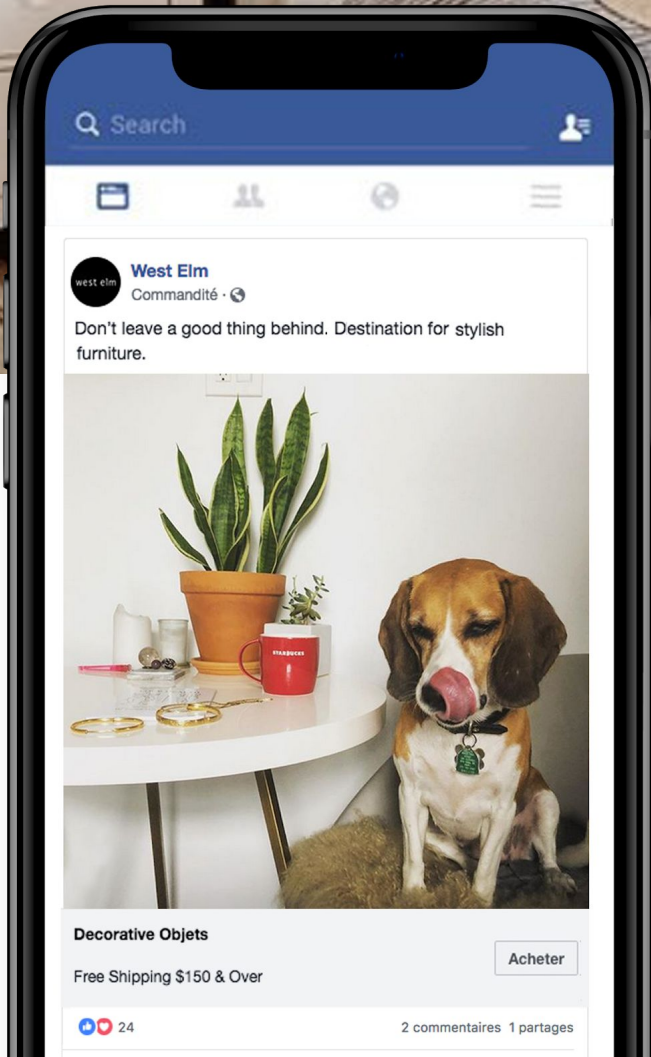 Search
west elm
West Elm
Commandité ·
Don't leave a good thing behind. Destination for stylish
furniture.
STARBUCKS
Decorative Objets
Free Shipping $150 & Over
Acheter
24
2 commentaires 1 partages